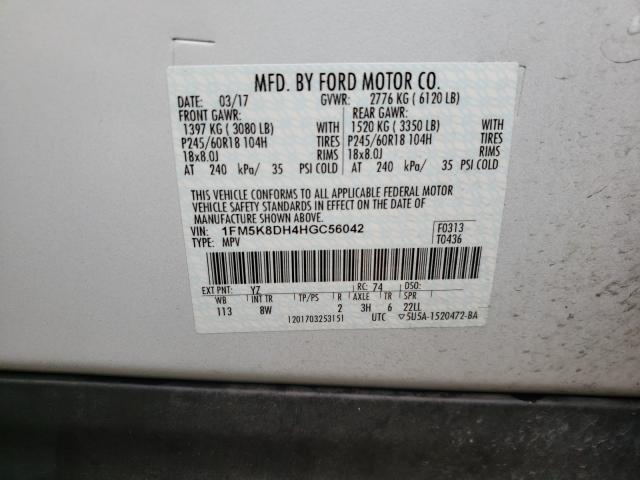 MFD. BY FORD MOTOR CO.
DATE: 03/17 GVWR: 2776 KG ( 6120 LB)
FRONT GAWR: REAR GAWR:
1397 KG ( 3080 LB) WITH 1520 KG ( 3350 LB) WITH
P245/60R18 104H TIRES P245/60R18 104H TIRES
18x8.0J RIMS 18x8.0J RIMS
AT 240 kPa/ 35 PSI COLD AT 240 kPa/ 35 PSI COLD
THIS VEHICLE CONFORMS TO ALL APPLICABLE FEDERAL MOTOR
VEHICLE SAFETY STANDARDS IN EFFECT ON THE DATE OF
MANUFACTURE SHOWN ABOVE.
VIN: 1FM5K8DH4HGC56042 F0313
TYPE: MPV T0436
EXT PNT: YZ RC: 74 DSO:
WB INT TR TP/PS R AXLE TR SPR
113 8W 2 3H 6 22LL
1201703253151 UTC ▽5U5A-1520472-BA